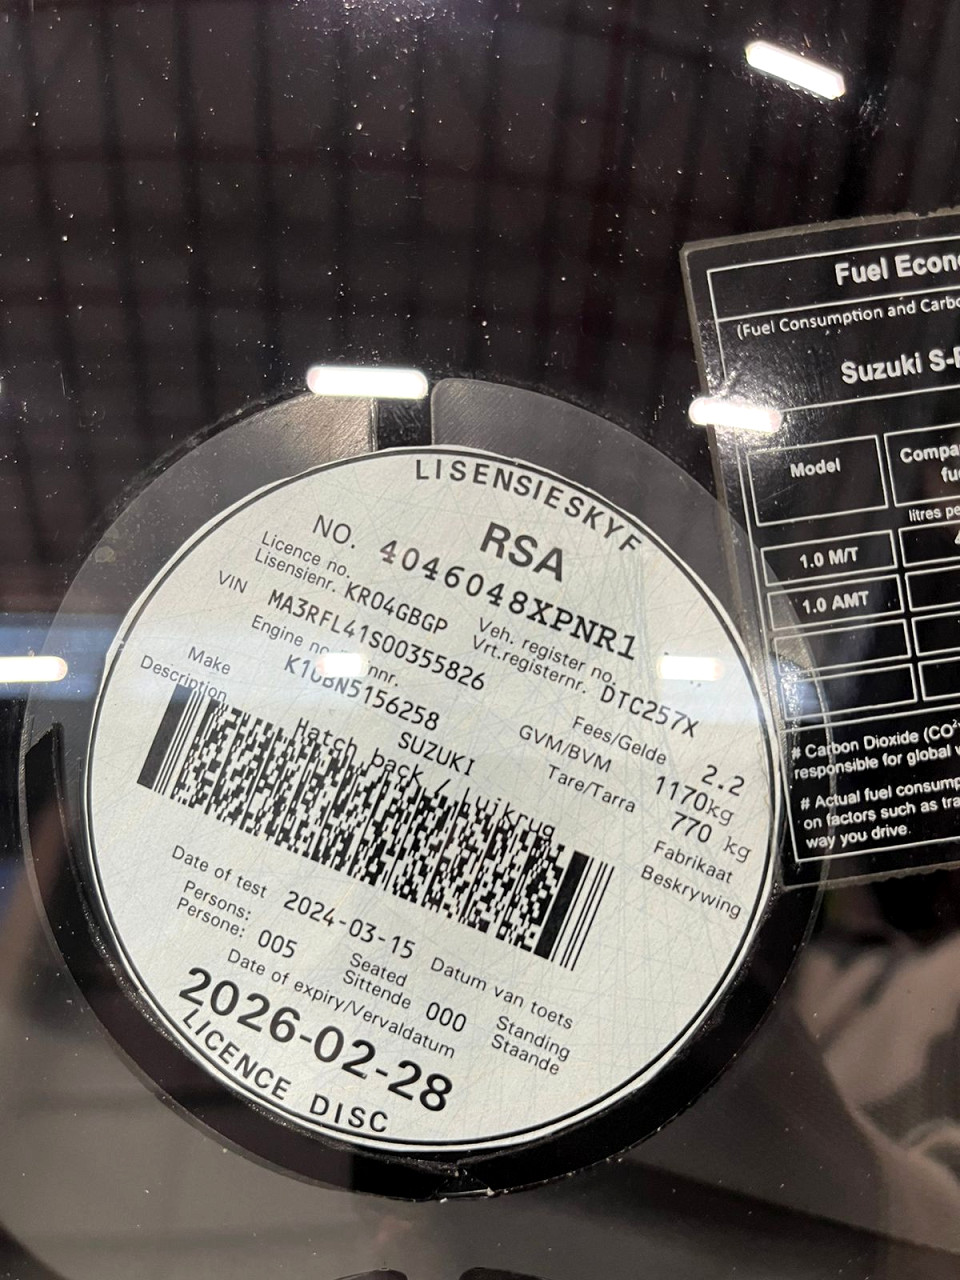 LISENSIESKYF
RSA
NO. 4046048XPNR1
Licence no.
Lisensienr. KR04GBGP
Veh. register no.
Vrt.registernr. DTC257X
VIN MA3RFL41S00355826
Engine no. nnr.
K10BN5156258
Fees/Gelde 2.2
GVM/BVM 1170kg
Tare/Tarra 770 kg
Make SUZUKI Fabrikaat
Description Hatch back / Luikrug Beskrywing
Date of test 2024-03-15 Datum van toets
Persons:
Persone: 005 Seated
Sittende 000 Standing
Staande
Date of expiry/Vervaldatum
2026-02-28
LICENCE DISC
Fuel Econ
(Fuel Consumption and Carbo
Suzuki S-
Model
Compa
fu
litres pe
1.0 M/T
4
1.0 AMT
# Carbon Dioxide (CO²
responsible for global
# Actual fuel consump
on factors such as tra
way you drive.